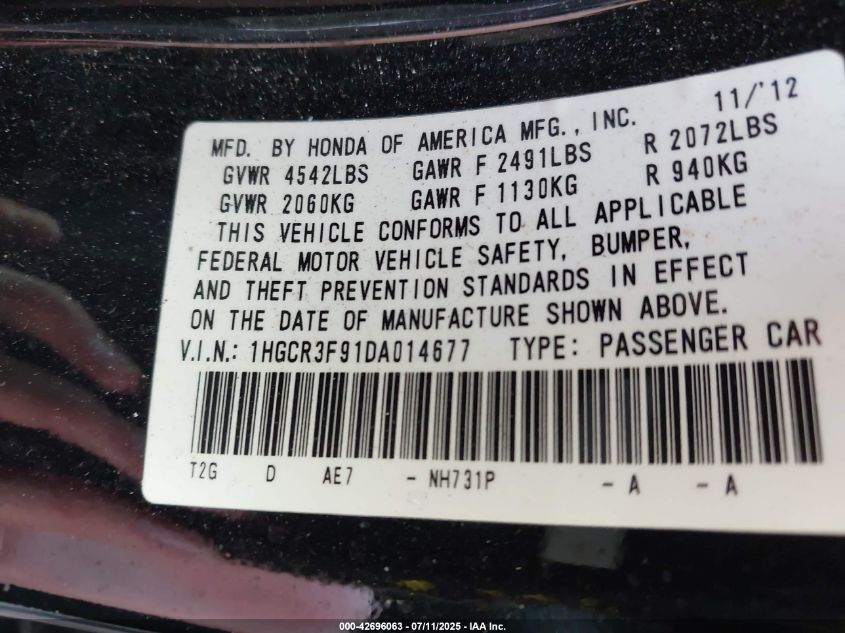 11/'12
MFD. BY HONDA OF AMERICA MFG., INC.
GVWR 4542LBS GAWR F 2491LBS R 2072LBS
GVWR 2060KG GAWR F 1130KG R 940KG
THIS VEHICLE CONFORMS TO ALL APPLICABLE
FEDERAL MOTOR VEHICLE SAFETY, BUMPER,
AND THEFT PREVENTION STANDARDS IN EFFECT
ON THE DATE OF MANUFACTURE SHOWN ABOVE.
V.I.N.: 1HGCR3F91DA014677 TYPE: PASSENGER CAR
T2G D AE7 - NH731P - A - A
000-42696063 - 07/11/2025 - IAA Inc.